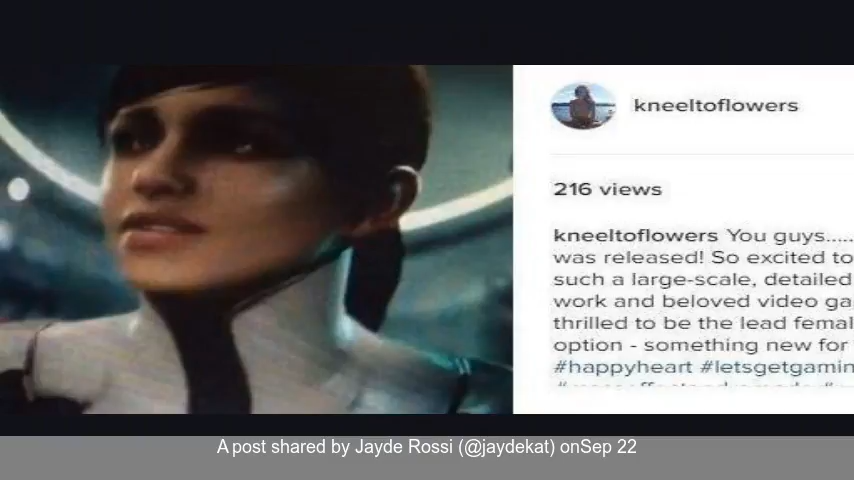 kneeltoflowers
216 views
kneeltoflowers You guys.....
was released! So excited to
such a large-scale, detailed
work and beloved video ga
thrilled to be the lead femal
option - something new for
#happyheart #letsgetgamin
A post shared by Jayde Rossi (@jaydekat) onSep 22